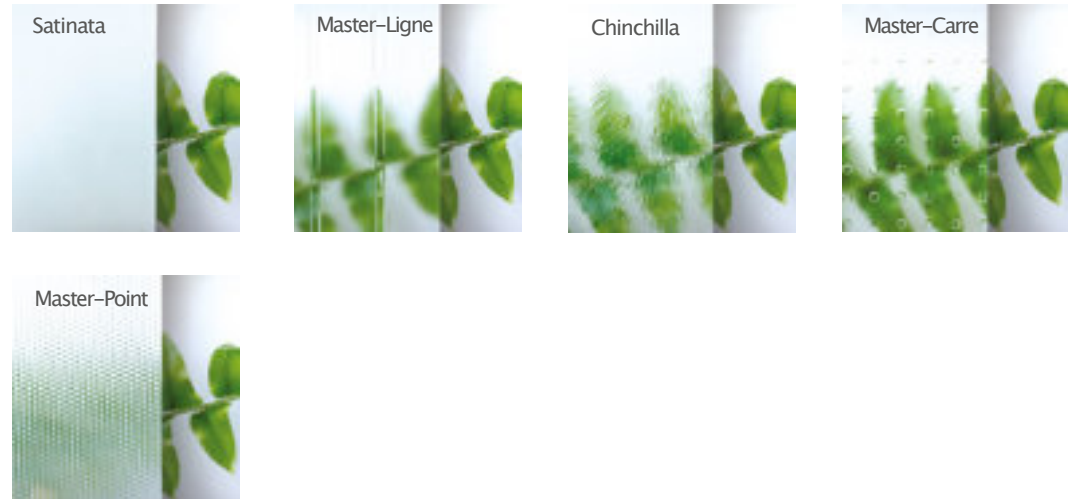 Satinata
Master-Ligne
Chinchilla
Master-Carre
Master-Point